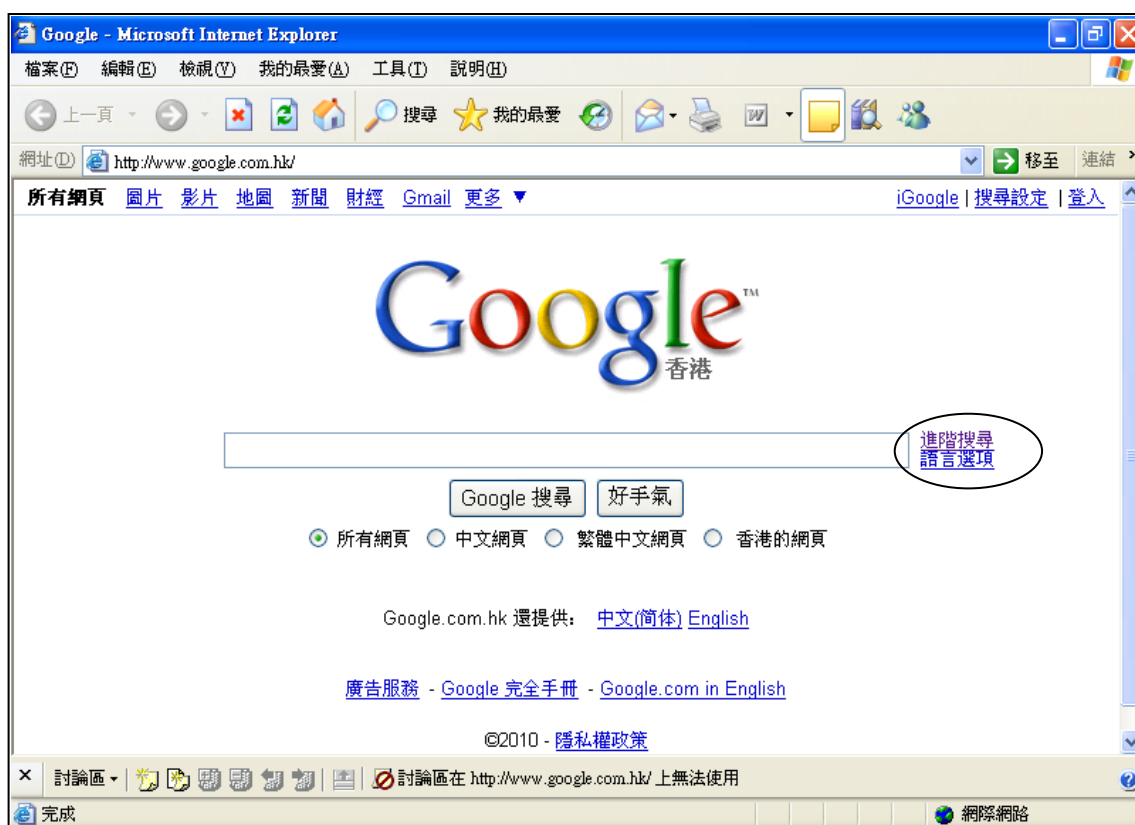 Google - Microsoft Internet Explorer
檔案(F) 編輯(E) 檢視(V) 我的最愛(A) 工具(T) 說明(H)
上一頁 搜尋 我的最愛
網址(D) http://www.google.com.hk/ 移至 連結
所有網頁 圖片 影片 地圖 新聞 財經 Gmail 更多 ▼ iGoogle | 搜尋設定 | 登入
Google™
香港
進階搜尋
語言選項
Google 搜尋 好手氣
所有網頁 中文網頁 繁體中文網頁 香港的網頁
Google.com.hk 還提供： 中文(简体) English
廣告服務 - Google 完全手冊 - Google.com in English
©2010 - 隱私權政策
討論區 討論區在 http://www.google.com.hk/ 上無法使用
完成 網際網路